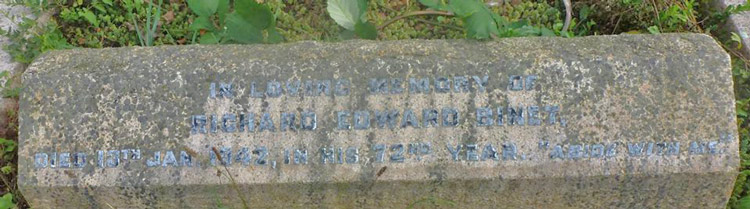 IN LOVING MEMORY OF
RICHARD EDWARD BINET.
DIED 13TH JAN. 1942, IN HIS 72ND YEAR. "ABIDE WITH ME."